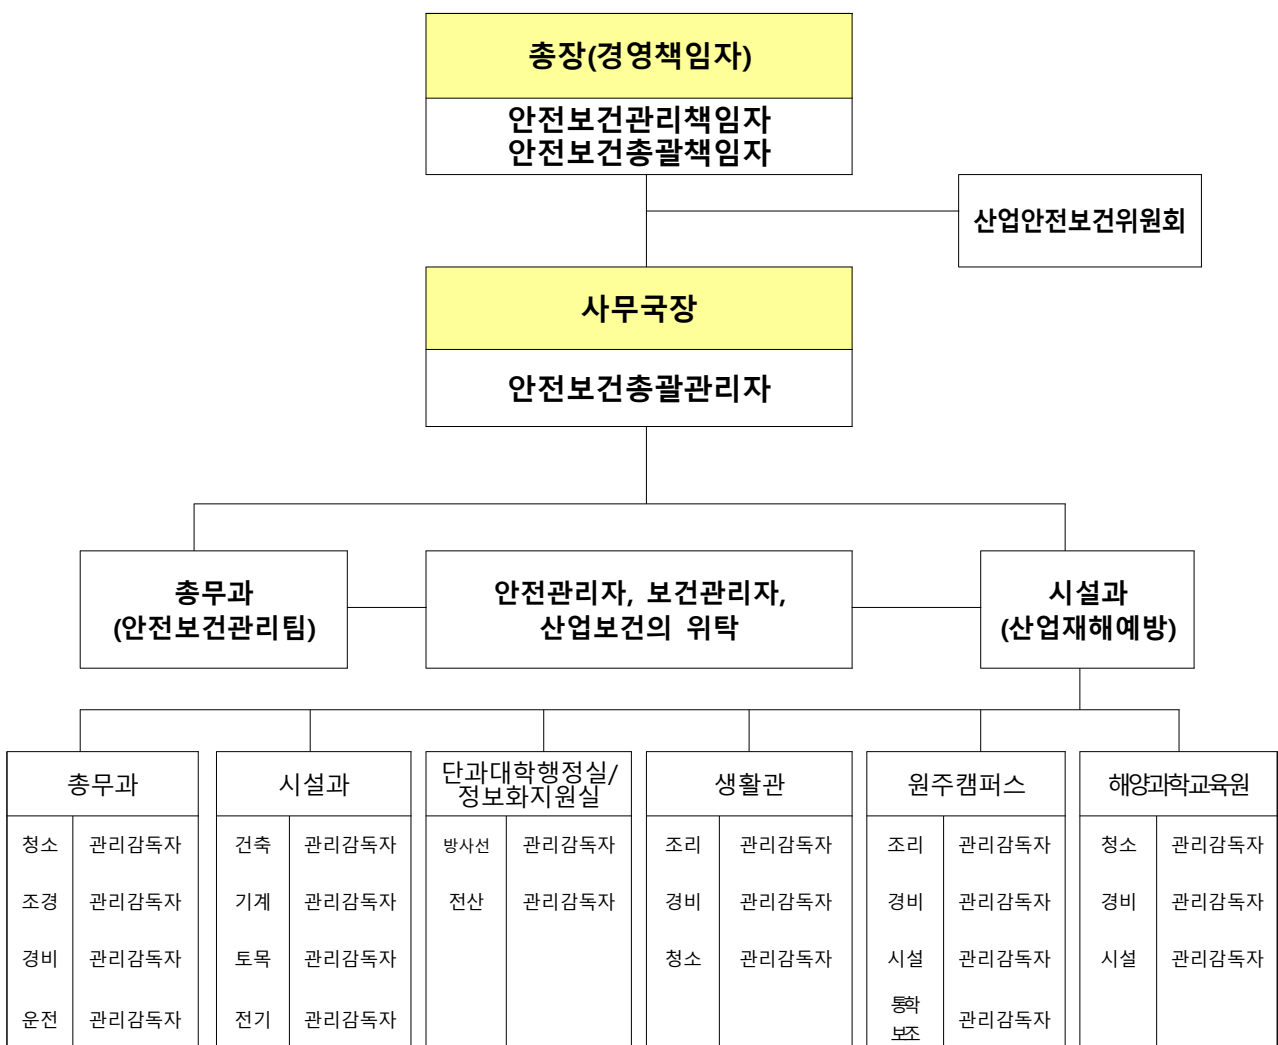 총장(경영책임자)
안전보건관리책임자
안전보건총괄책임자
산업안전보건위원회
사무국장
안전보건총괄관리자
총무과
(안전보건관리팀)
안전관리자, 보건관리자,
산업보건의 위탁
시설과
(산업재해예방)
총무과
청소 관리감독자
조경 관리감독자
경비 관리감독자
운전 관리감독자
시설과
건축 관리감독자
기계 관리감독자
토목 관리감독자
전기 관리감독자
단과대학행정실/
정보화지원실
방사선 관리감독자
전산 관리감독자
생활관
조리 관리감독자
경비 관리감독자
청소 관리감독자
원주캠퍼스
조리 관리감독자
경비 관리감독자
시설 관리감독자
통학
보조 관리감독자
해양과학교육원
청소 관리감독자
경비 관리감독자
시설 관리감독자